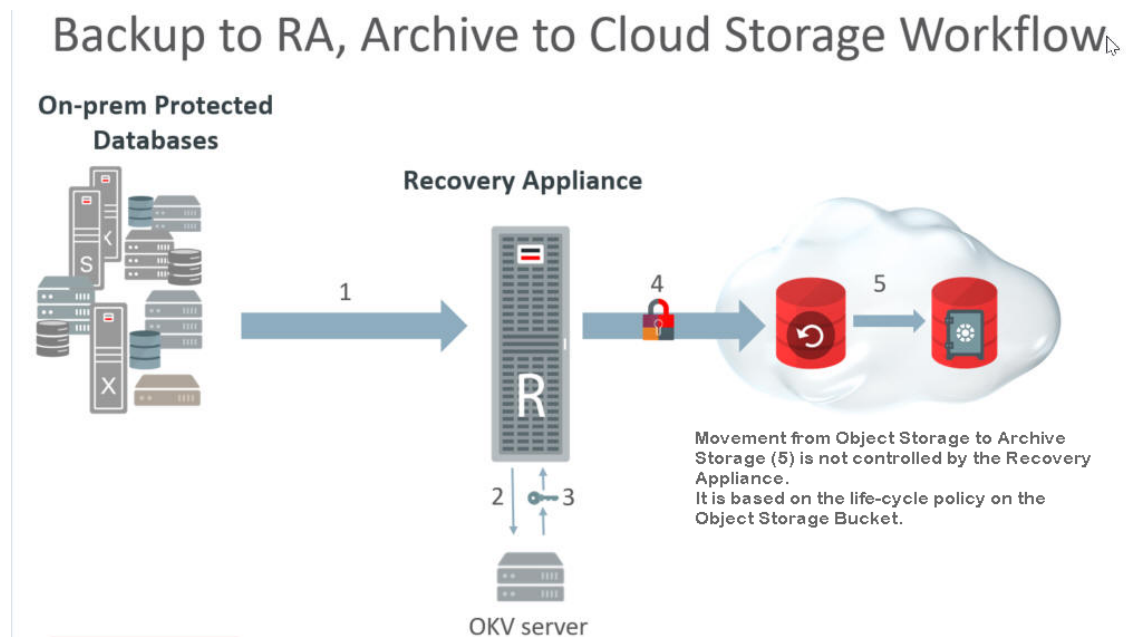 Backup to RA, Archive to Cloud Storage Workflow
On-prem Protected
Databases
Recovery Appliance
K
S
X
1
R
4
5
2
3
OKV server
Movement from Object Storage to Archive
Storage (5) is not controlled by the Recovery
Appliance.
It is based on the life-cycle policy on the
Object Storage Bucket.